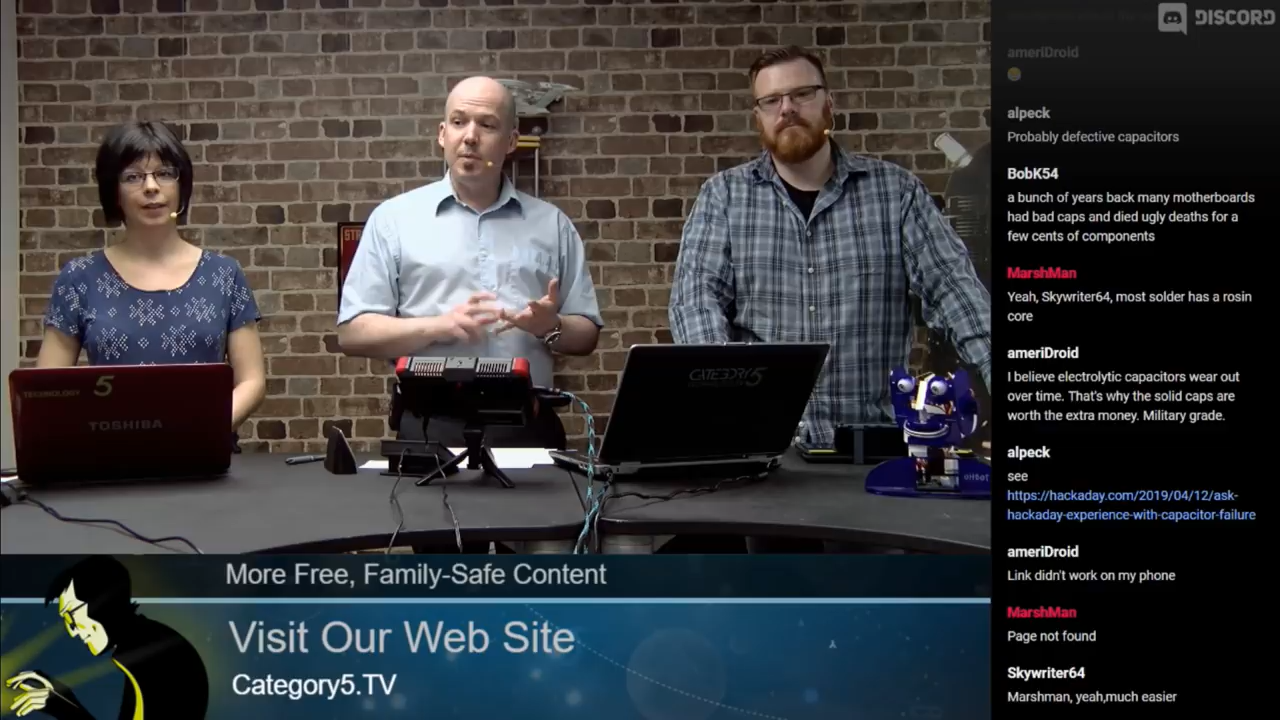 DISCORD
ameriDroid
alpeck
Probably defective capacitors
BobK54
a bunch of years back many motherboards
had bad caps and died ugly deaths for a
few cents of components
MarshMan
Yeah, Skywriter64, most solder has a rosin
core
ameriDroid
I believe electrolytic capacitors wear out
over time. That's why the solid caps are
worth the extra money. Military grade.
alpeck
see
https://hackaday.com/2019/04/12/ask-
hackaday-experience-with-capacitor-failure
ameriDroid
Link didn't work on my phone
MarshMan
Page not found
Skywriter64
Marshman, yeah,much easier
TECHNOLOGY 5
TOSHIBA
CATEGORY5
More Free, Family-Safe Content
Visit Our Web Site
Category5.TV